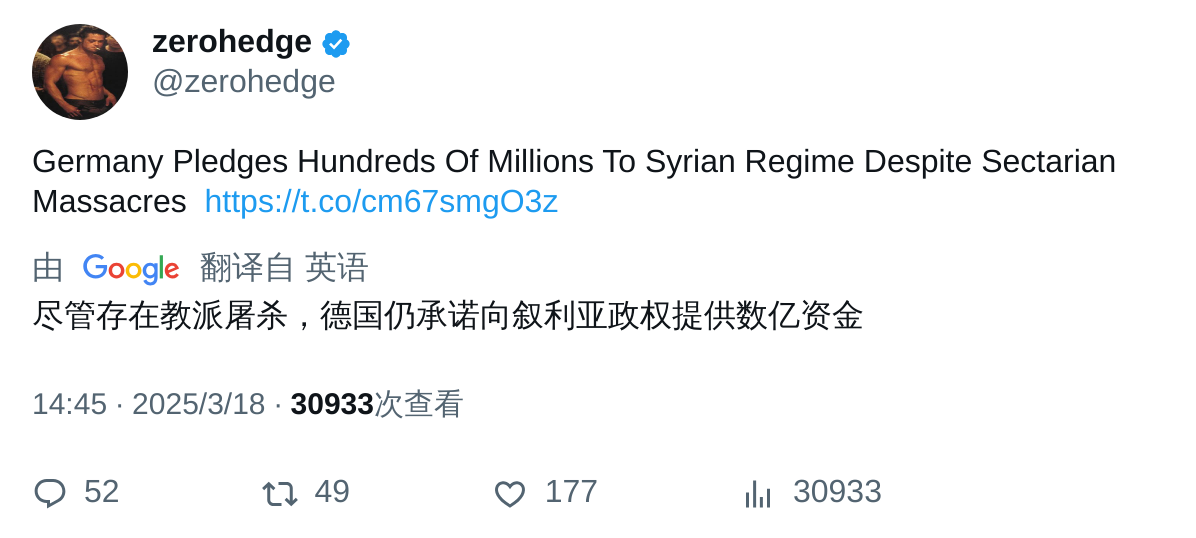 zerohedge
@zerohedge
Germany Pledges Hundreds Of Millions To Syrian Regime Despite Sectarian
Massacres https://t.co/cm67smgO3z
由 Google 翻译自 英语
尽管存在教派屠杀，德国仍承诺向叙利亚政权提供数亿资金
14:45 · 2025/3/18 · 30933次查看
52 49 177 30933